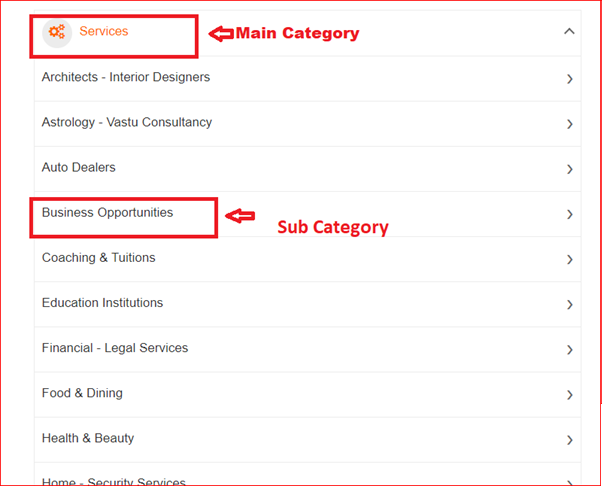 Services
Main Category
Architects - Interior Designers
Astrology - Vastu Consultancy
Auto Dealers
Business Opportunities
Sub Category
Coaching & Tuitions
Education Institutions
Financial - Legal Services
Food & Dining
Health & Beauty
Home - Security Services